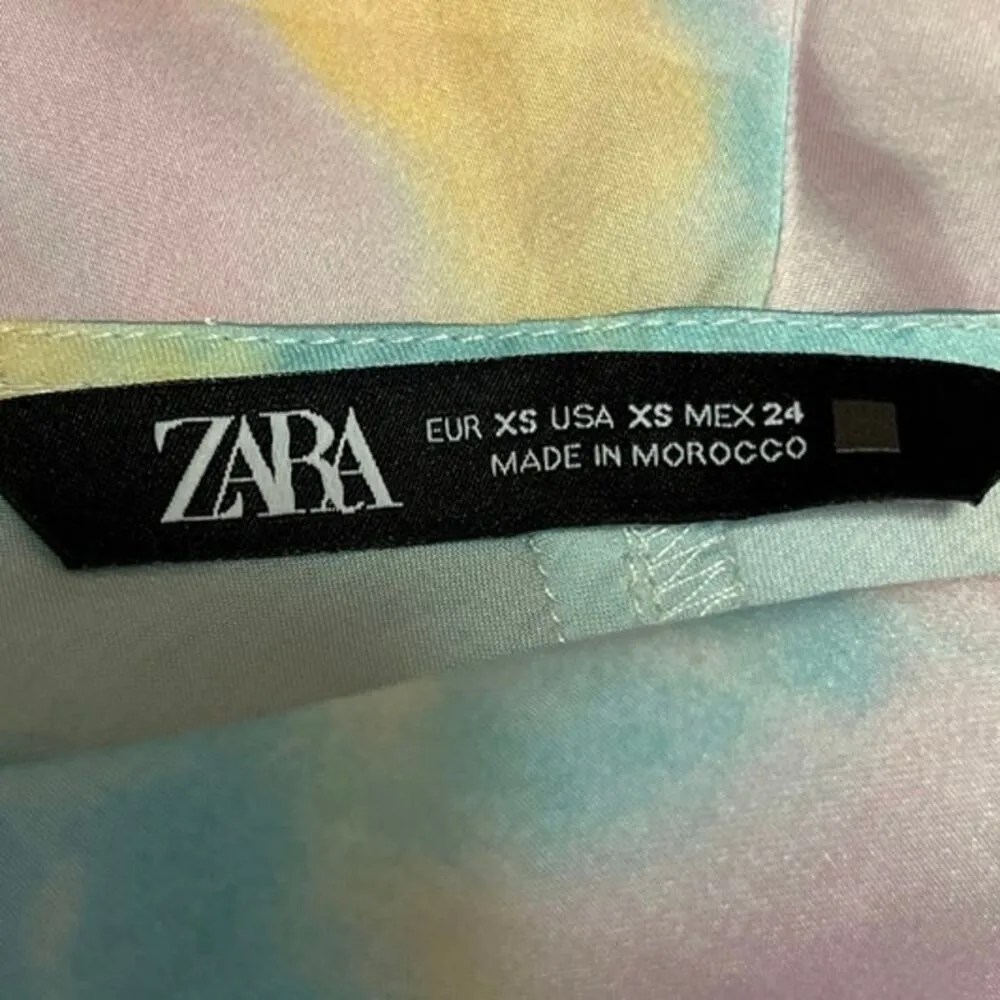 ZARA
EUR XS USA XS MEX 24
MADE IN MOROCCO